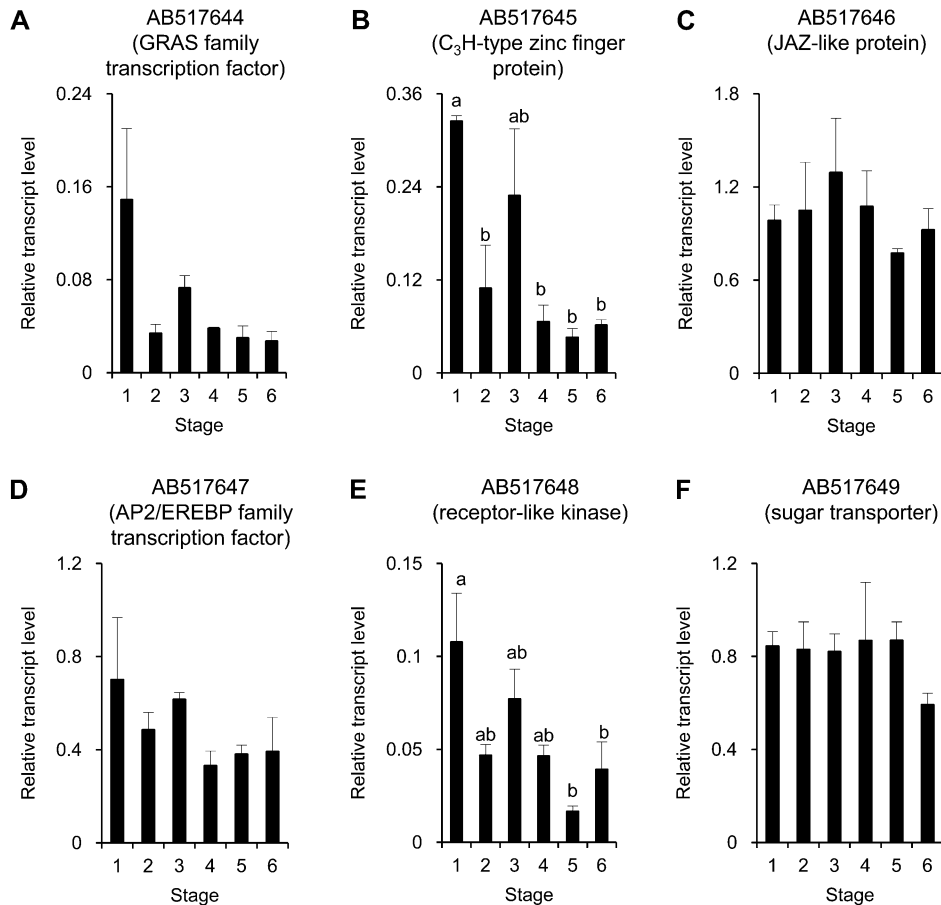 A
AB517644
(GRAS family
transcription factor)
0.24
0.16
0.08
0
Relative transcript level
1 2 3 4 5 6
Stage
B
AB517645
(C₃H-type zinc finger
protein)
0.36
0.24
0.12
0
Relative transcript level
a
b
ab
b
b
b
1 2 3 4 5 6
Stage
C
AB517646
(JAZ-like protein)
1.8
1.2
0.6
0
Relative transcript level
1 2 3 4 5 6
Stage
D
AB517647
(AP2/EREBP family
transcription factor)
1.2
0.8
0.4
0
Relative transcript level
1 2 3 4 5 6
Stage
E
AB517648
(receptor-like kinase)
0.15
0.1
0.05
0
Relative transcript level
a
ab
ab
ab
b
b
1 2 3 4 5 6
Stage
F
AB517649
(sugar transporter)
1.2
0.8
0.4
0
Relative transcript level
1 2 3 4 5 6
Stage